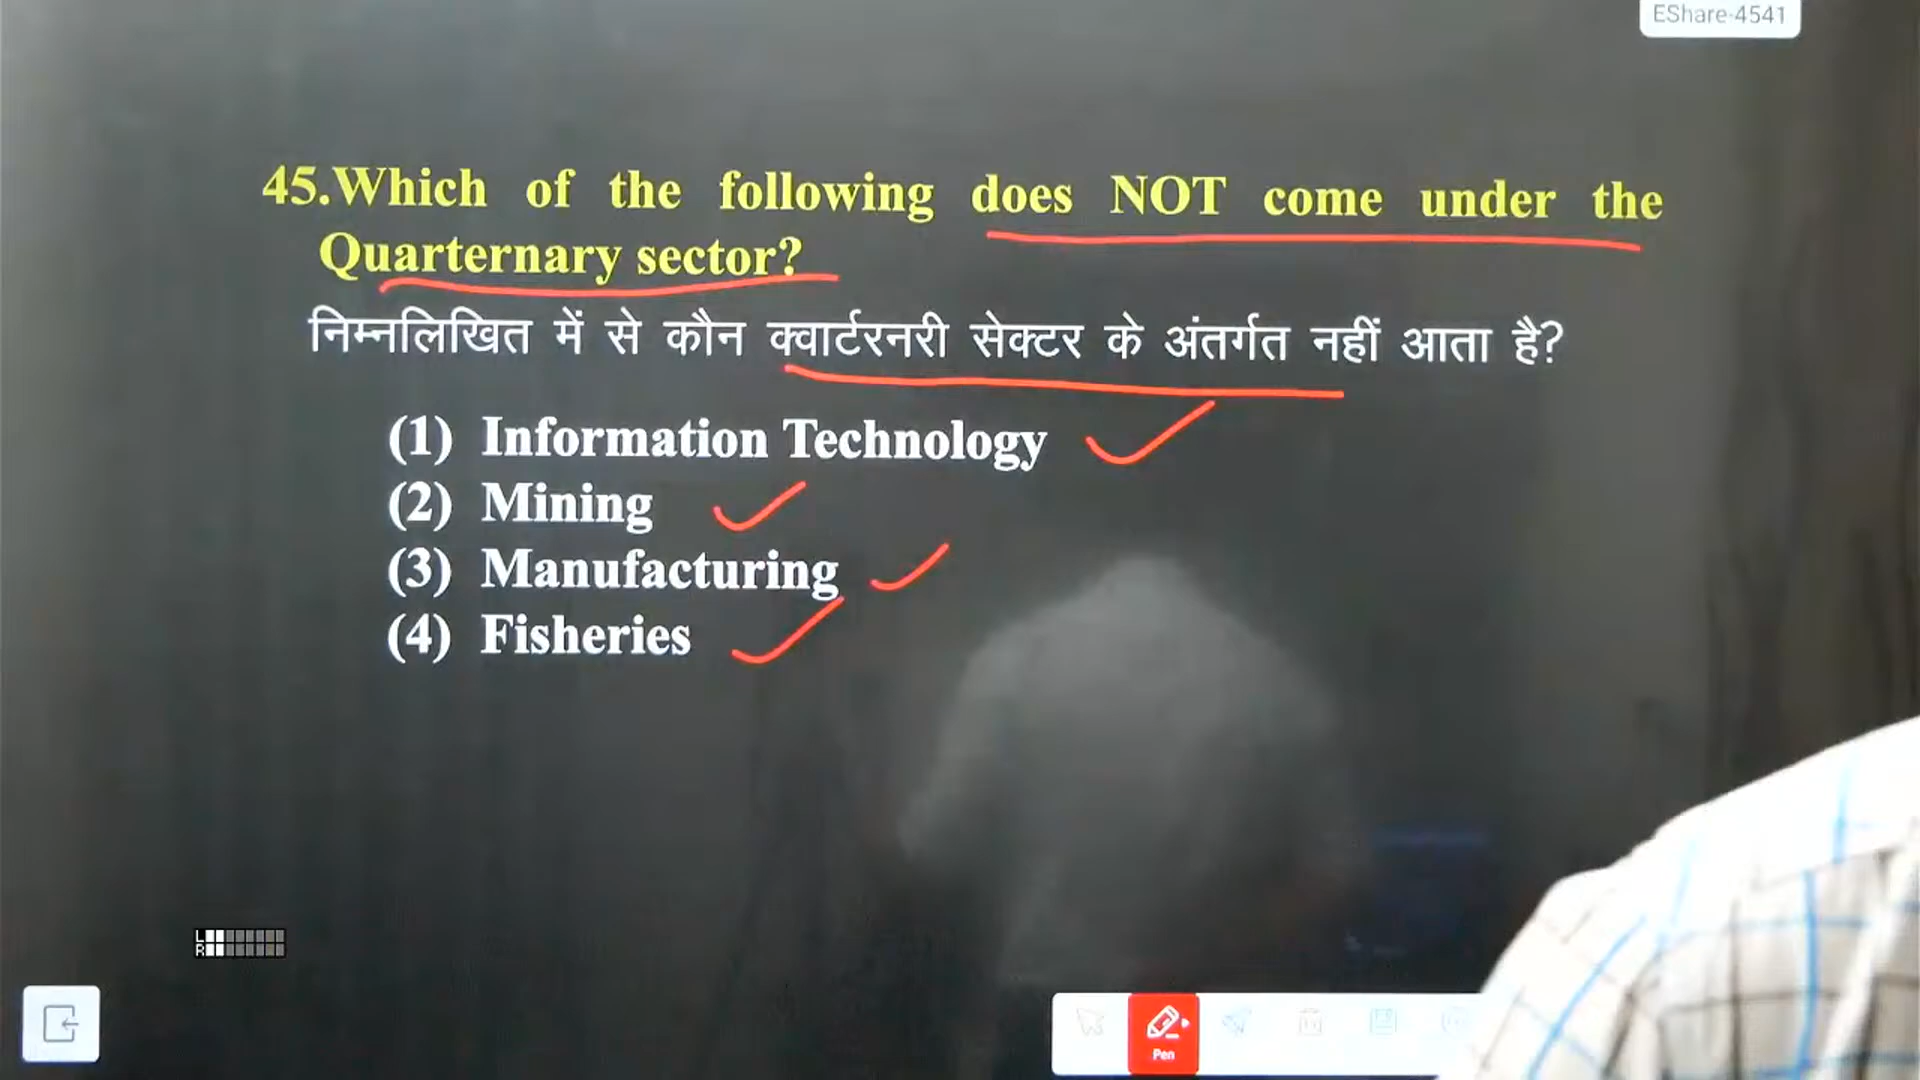 EShare-4541
45.Which of the following does NOT come under the
Quarternary sector?
निम्नलिखित में से कौन क्वार्टरनरी सेक्टर के अंतर्गत नहीं आता है?
(1) Information Technology
(2) Mining
(3) Manufacturing
(4) Fisheries
L
R
Pen